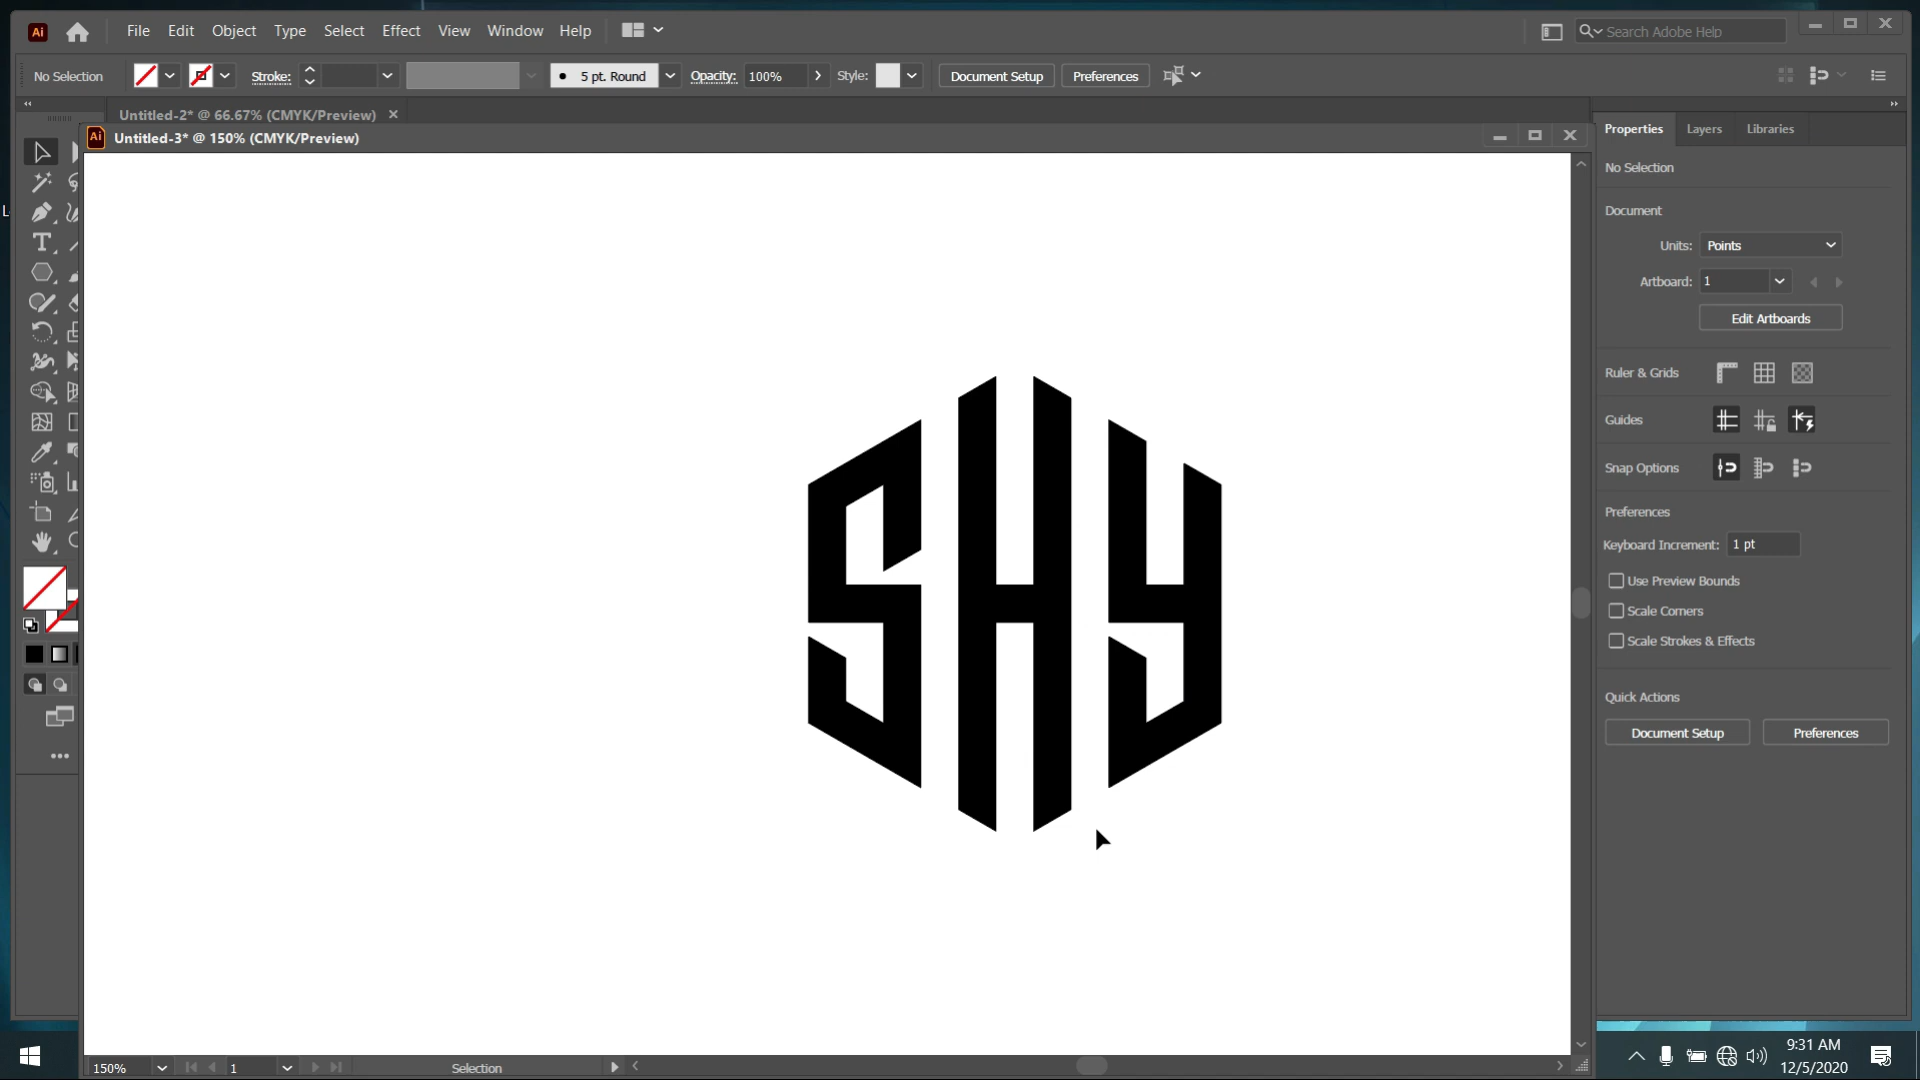 Ai File Edit Object Type Select Effect View Window Help Search Adobe Help
No Selection Stroke: 5 pt. Round Opacity: 100% Style: Document Setup Preferences
Untitled-2* @ 66.67% (CMYK/Preview)
Ai Untitled-3* @ 150% (CMYK/Preview)
Properties Layers Libraries
No Selection
Document
Units: Points
Artboard: 1
Edit Artboards
Ruler & Grids
Guides
Snap Options
Preferences
Keyboard Increment: 1 pt
Use Preview Bounds
Scale Corners
Scale Strokes & Effects
Quick Actions
Document Setup Preferences
SHY
150% 1 Selection
9:31 AM
12/5/2020